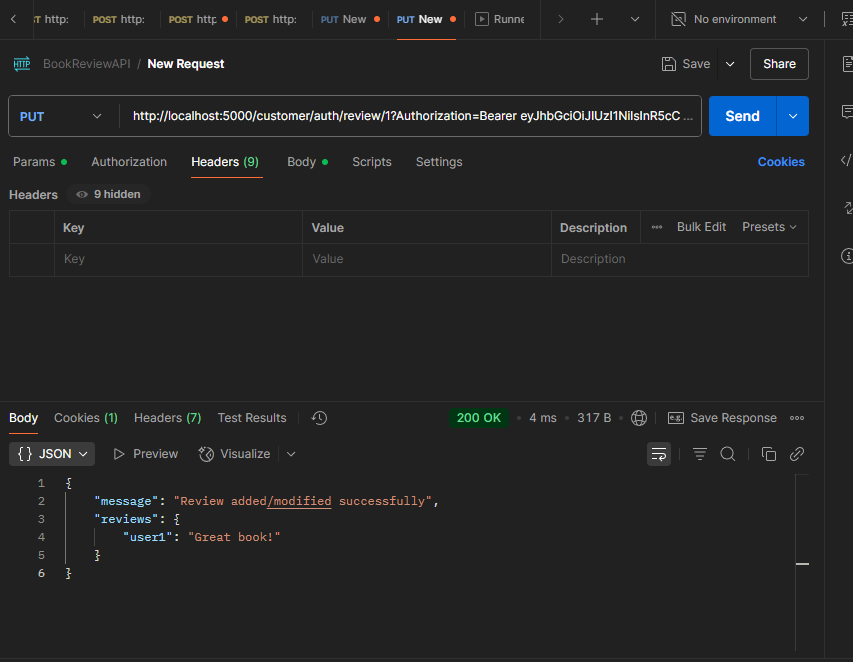 T http: POST http: POST http POST http: PUT New PUT New Runne No environment
HTTP BookReviewAPI / New Request Save Share
PUT http://localhost:5000/customer/auth/review/1?Authorization=Bearer eyJhbGciOiJIUzI1NiIsInR5cC ... Send
Params Authorization Headers (9) Body Scripts Settings Cookies
Headers 9 hidden
Key Value Description Bulk Edit Presets
Key Value Description
Body Cookies (1) Headers (7) Test Results 200 OK 4 ms 317 B e.g. Save Response
{} JSON Preview Visualize
1 {
2 "message": "Review added/modified successfully",
3 "reviews": {
4 "user1": "Great book!"
5 }
6 }